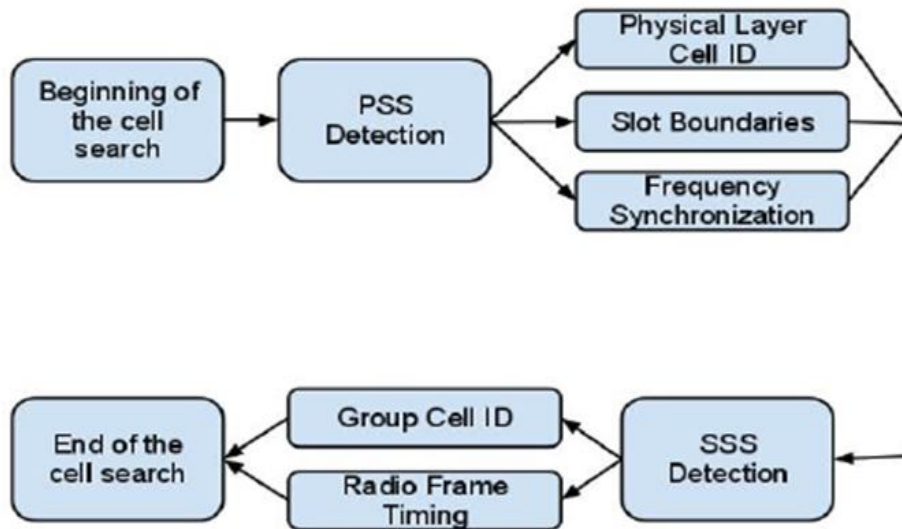 Beginning of
the cell
search
PSS
Detection
Physical Layer
Cell ID
Slot Boundaries
Frequency
Synchronization
SSS
Detection
Group Cell ID
Radio Frame
Timing
End of the
cell search